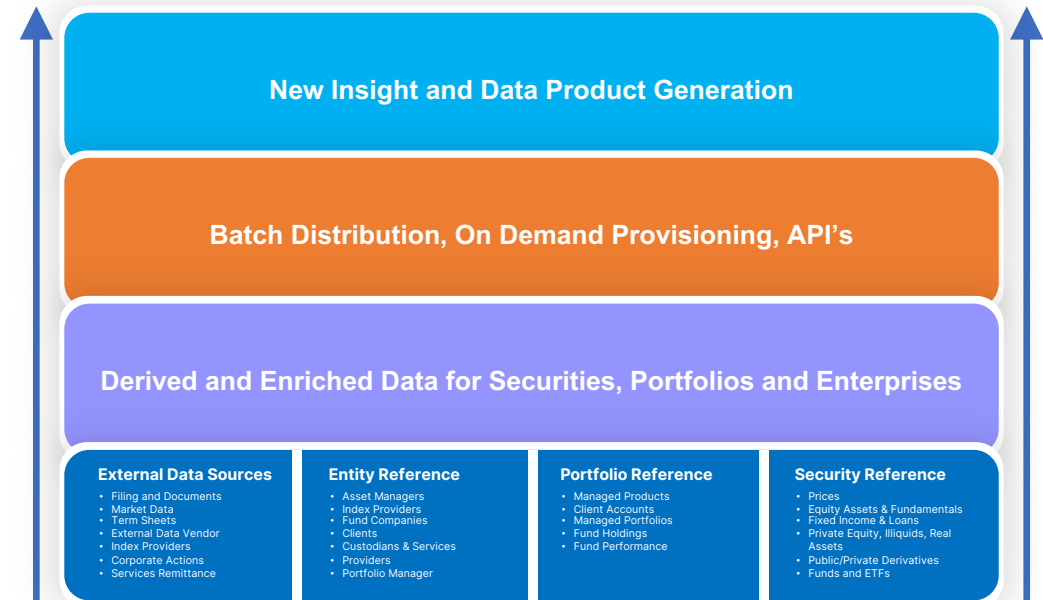 New Insight and Data Product Generation
Batch Distribution, On Demand Provisioning, API’s
Derived and Enriched Data for Securities, Portfolios and Enterprises
External Data Sources
• Filing and Documents
• Market Data
• Term Sheets
• External Data Vendor
• Index Providers
• Corporate Actions
• Services Remittance
Entity Reference
• Asset Managers
• Index Providers
• Fund Companies
• Clients
• Custodians & Services
• Providers
• Portfolio Manager
Portfolio Reference
• Managed Products
• Client Accounts
• Managed Portfolios
• Fund Holdings
• Fund Performance
Security Reference
• Prices
• Equity Assets & Fundamentals
• Fixed Income & Loans
• Private Equity, Illiquids, Real
Assets
• Public/Private Derivatives
• Funds and ETFs